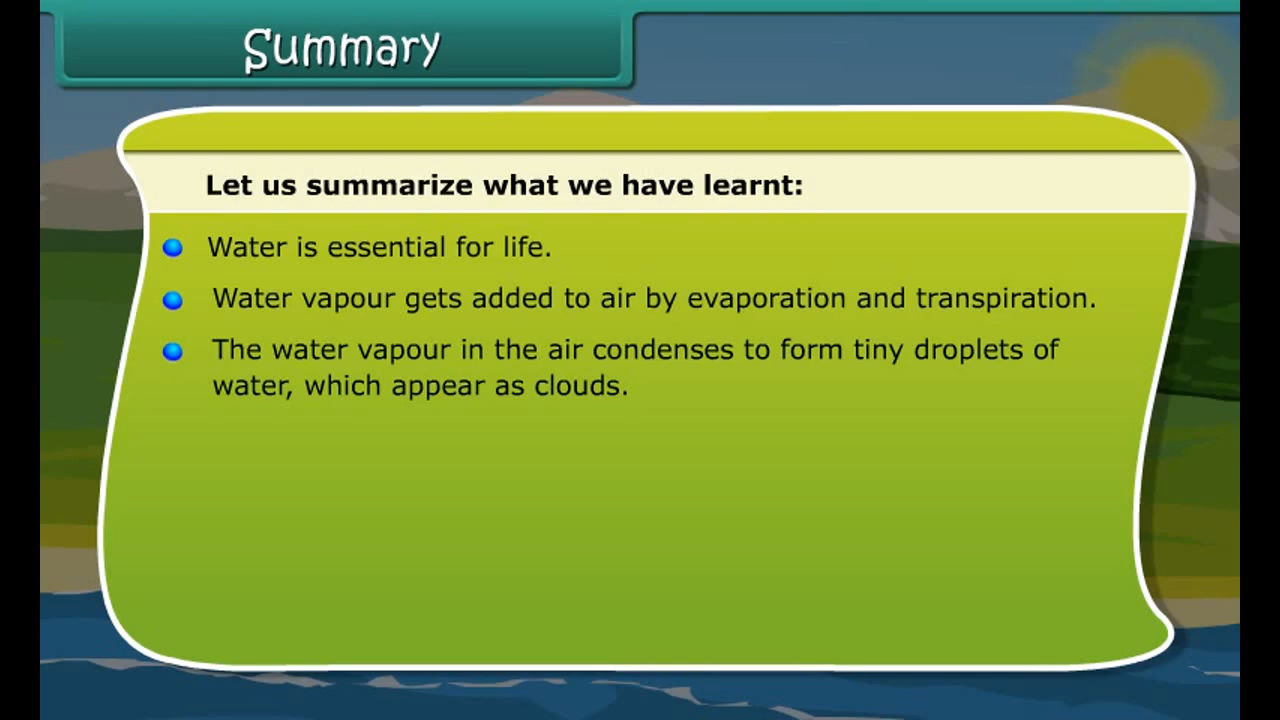 Summary
Let us summarize what we have learnt:
Water is essential for life.
Water vapour gets added to air by evaporation and transpiration.
The water vapour in the air condenses to form tiny droplets of
water, which appear as clouds.